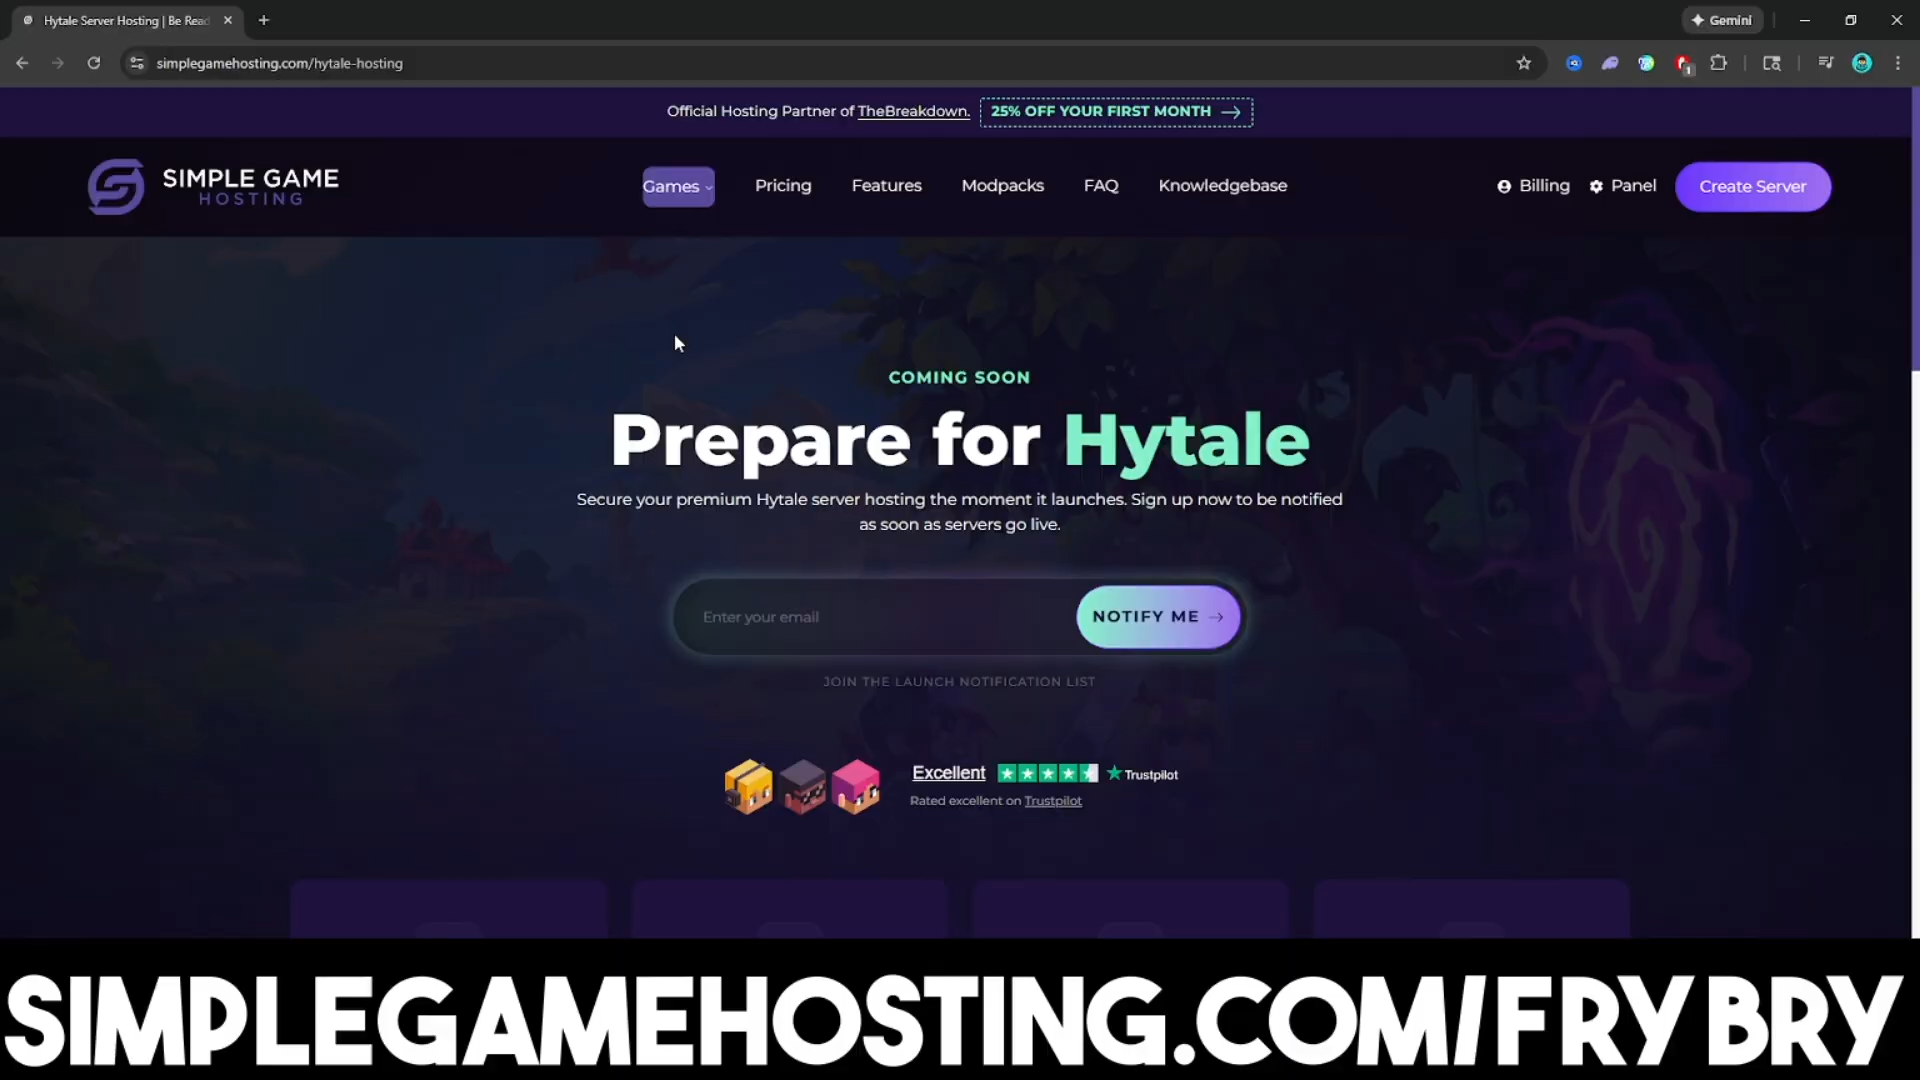 Hytale Server Hosting | Be Read
Gemini
simplegamehosting.com/hytale-hosting
1
Official Hosting Partner of TheBreakdown.
25% OFF YOUR FIRST MONTH
SIMPLE GAME
HOSTING
Games
Pricing
Features
Modpacks
FAQ
Knowledgebase
Billing
Panel
Create Server
COMING SOON
Prepare for Hytale
Secure your premium Hytale server hosting the moment it launches. Sign up now to be notified
as soon as servers go live.
Enter your email
NOTIFY ME
JOIN THE LAUNCH NOTIFICATION LIST
Excellent
Trustpilot
Rated excellent on Trustpilot
SIMPLEGAMEHOSTING.COM/FRYBRY